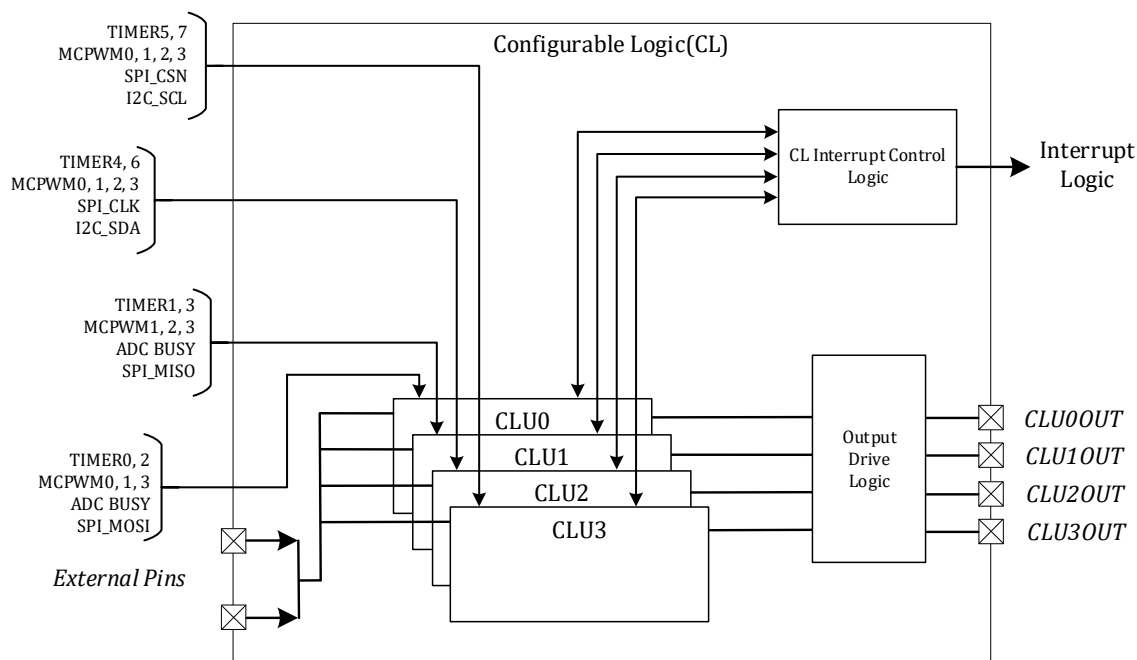 Configurable Logic(CL)
TIMER5, 7
MCPWM0, 1, 2, 3
SPI_CSN
I2C_SCL
TIMER4, 6
MCPWM0, 1, 2, 3
SPI_CLK
I2C_SDA
TIMER1, 3
MCPWM1, 2, 3
ADC BUSY
SPI_MISO
TIMER0, 2
MCPWM0, 1, 3
ADC BUSY
SPI_MOSI
External Pins
CL Interrupt Control
Logic
Interrupt
Logic
CLU0
CLU1
CLU2
CLU3
Output
Drive
Logic
CLU0OUT
CLU1OUT
CLU2OUT
CLU3OUT